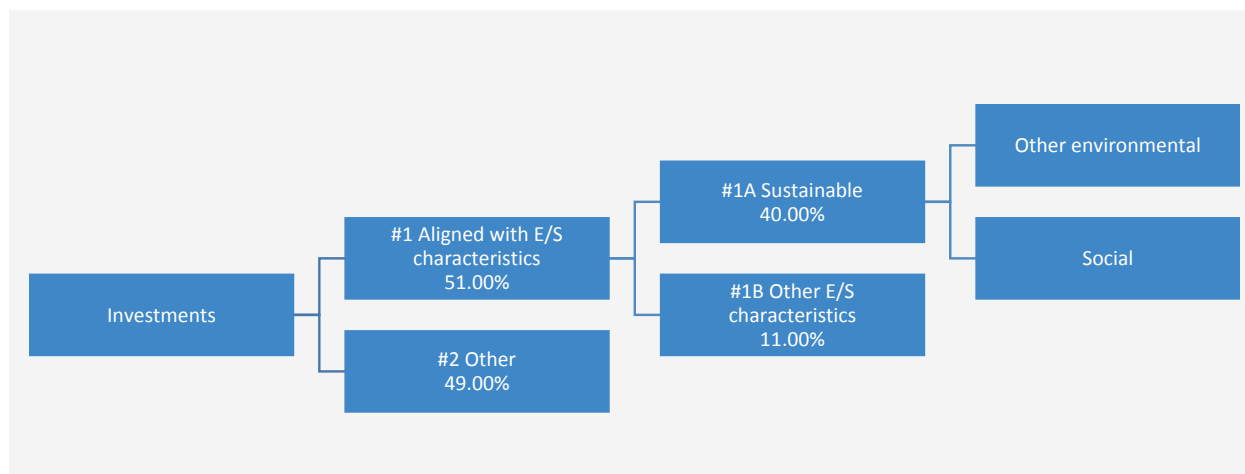 Investments
#1 Aligned with E/S
characteristics
51.00%
#2 Other
49.00%
#1A Sustainable
40.00%
#1B Other E/S
characteristics
11.00%
Other environmental
Social